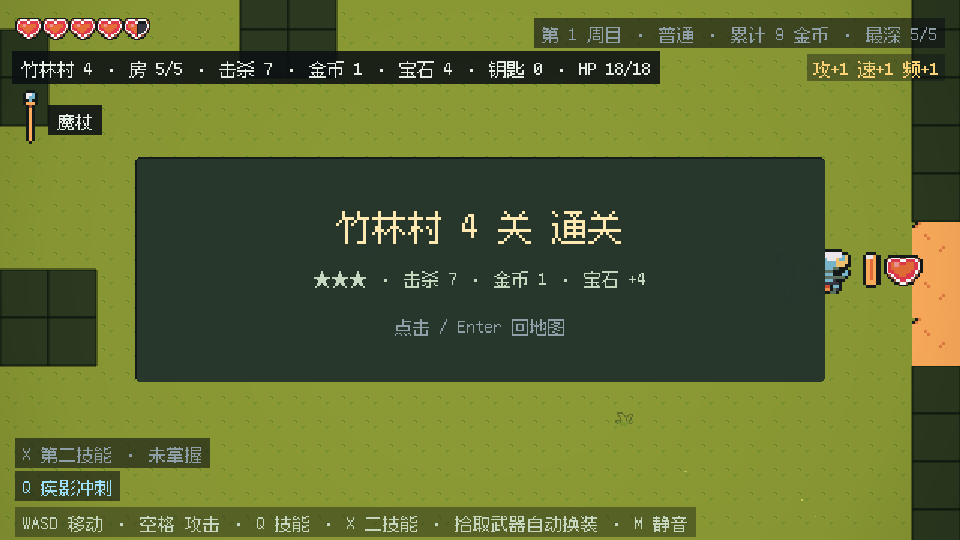 第 1 周目 · 普通 · 累计 9 金币 · 最深 5/5
竹林村 4 · 房 5/5 · 击杀 7 · 金币 1 · 宝石 4 · 钥匙 0 · HP 18/18
攻+1 速+1 频+1
魔杖
竹林村 4 关 通关
★★★ · 击杀 7 · 金币 1 · 宝石 +4
点击 / Enter 回地图
X 第二技能 · 未掌握
Q 疾影冲刺
WASD 移动 · 空格 攻击 · Q 技能 · X 二技能 · 拾取武器自动换装 · M 静音